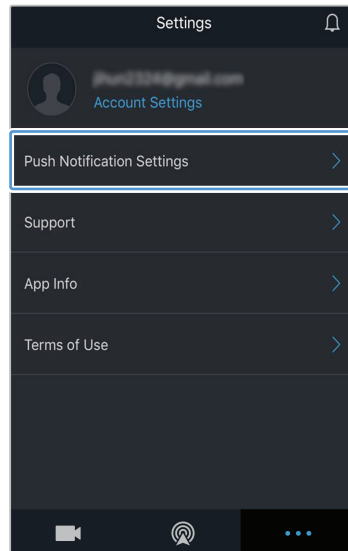 Settings
Account Settings
Push Notification Settings
Support
App Info
Terms of Use